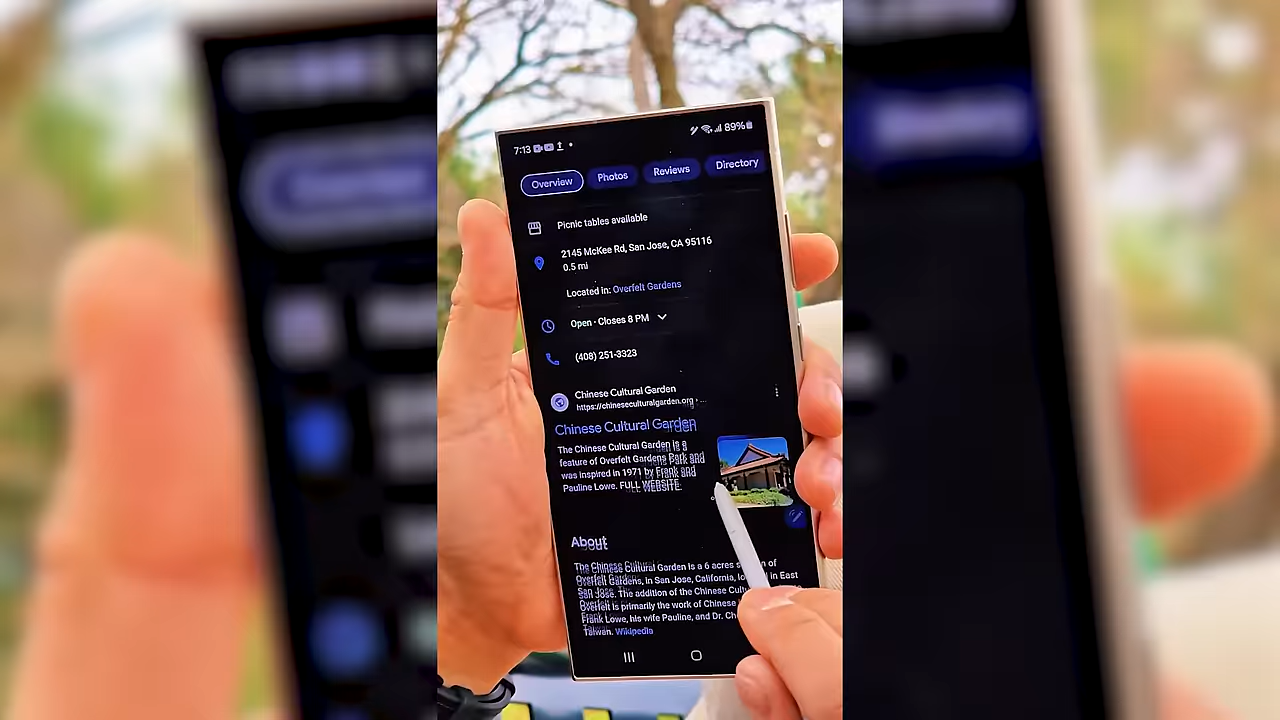 7:13 89%
Overview Photos Reviews Directory
Picnic tables available
2145 McKee Rd, San Jose, CA 95116
0.5 mi
Located in: Overfelt Gardens
Open · Closes 8 PM
(408) 251-3323
Chinese Cultural Garden
https://chineseculturalgarden.org › ...
Chinese Cultural Garden
The Chinese Cultural Garden is a
feature of Overfelt Gardens Park and
was inspired in 1971 by Frank and
Pauline Lowe. FULL WEBSITE.
About
The Chinese Cultural Garden is a 6 acres of
Overfelt Gardens, in San Jose, California, in East
San Jose. The addition of the Chinese
Overfelt is primarily the work of Chinese
Frank Lowe, his wife Pauline, and Dr.
Taiwan. Wikipedia